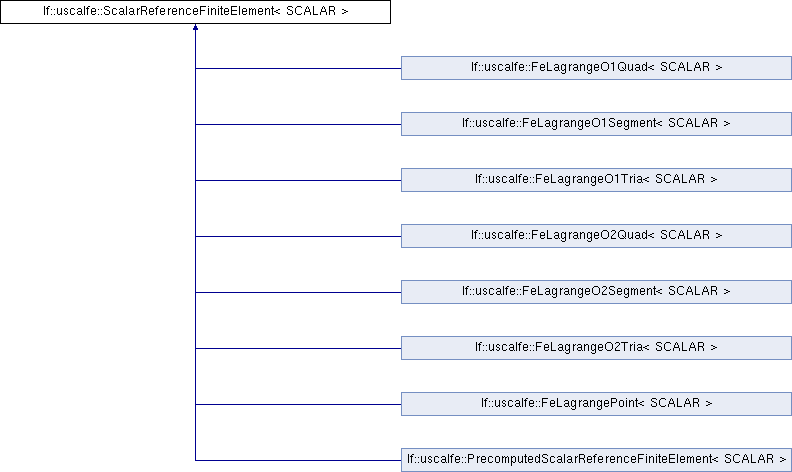 lf::uscalfe::ScalarReferenceFiniteElement< SCALAR >
lf::uscalfe::FeLagrangeO1Quad< SCALAR >
lf::uscalfe::FeLagrangeO1Segment< SCALAR >
lf::uscalfe::FeLagrangeO1Tria< SCALAR >
lf::uscalfe::FeLagrangeO2Quad< SCALAR >
lf::uscalfe::FeLagrangeO2Segment< SCALAR >
lf::uscalfe::FeLagrangeO2Tria< SCALAR >
lf::uscalfe::FeLagrangePoint< SCALAR >
lf::uscalfe::PrecomputedScalarReferenceFiniteElement< SCALAR >